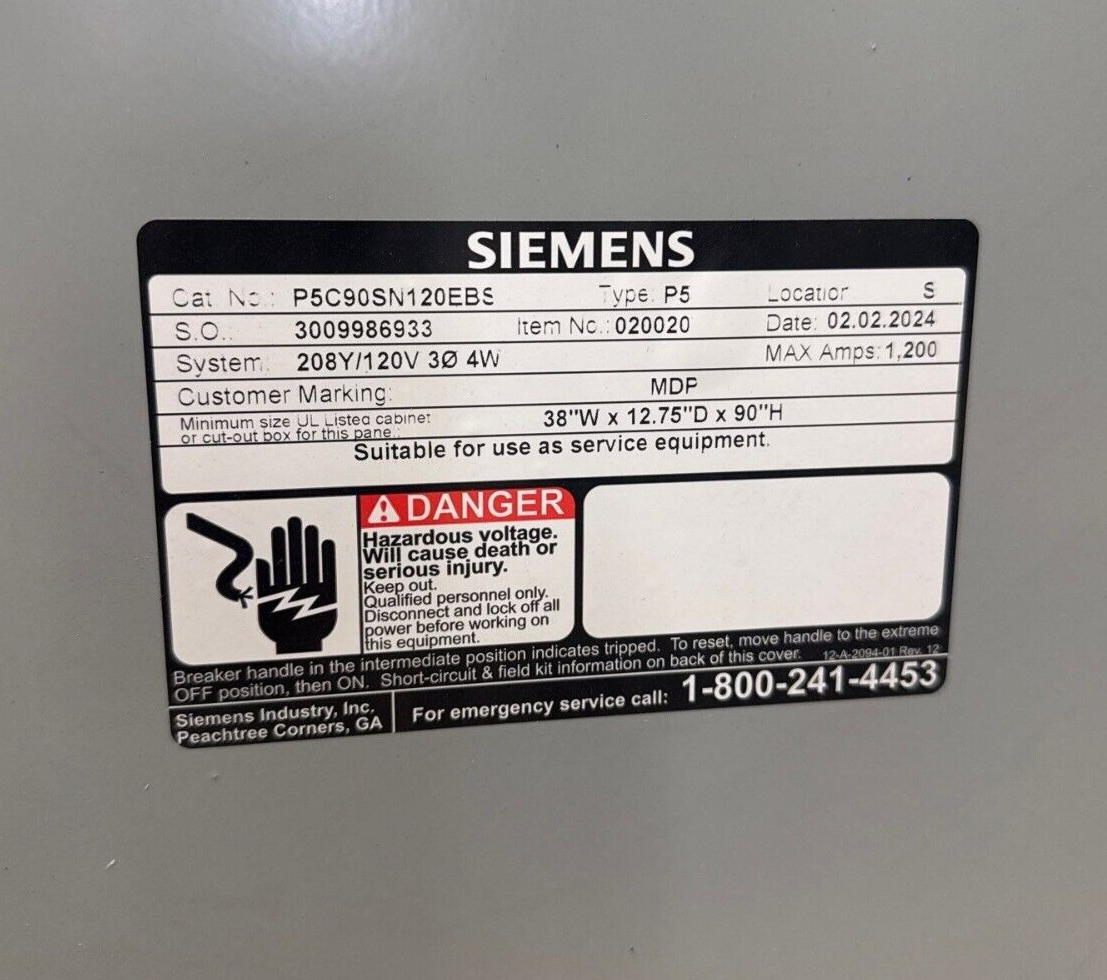 SIEMENS
Cat No.: P5C90SN120EBS Type: P5 Location S
S.O.: 3009986933 Item No.: 020020 Date: 02.02.2024
System: 208Y/120V 3Ø 4W MAX Amps: 1,200
Customer Marking: MDP
Minimum size UL Listed cabinet
or cut-out box for this panel: 38"W x 12.75"D x 90"H
Suitable for use as service equipment.
DANGER
Hazardous voltage.
Will cause death or
serious injury.
Keep out.
Qualified personnel only.
Disconnect and lock off all
power before working on
this equipment.
Breaker handle in the intermediate position indicates tripped. To reset, move handle to the extreme
OFF position, then ON. Short-circuit & field kit information on back of this cover. 12-A-2094-01 Rev. 12
Siemens Industry, Inc.
Peachtree Corners, GA
For emergency service call: 1-800-241-4453